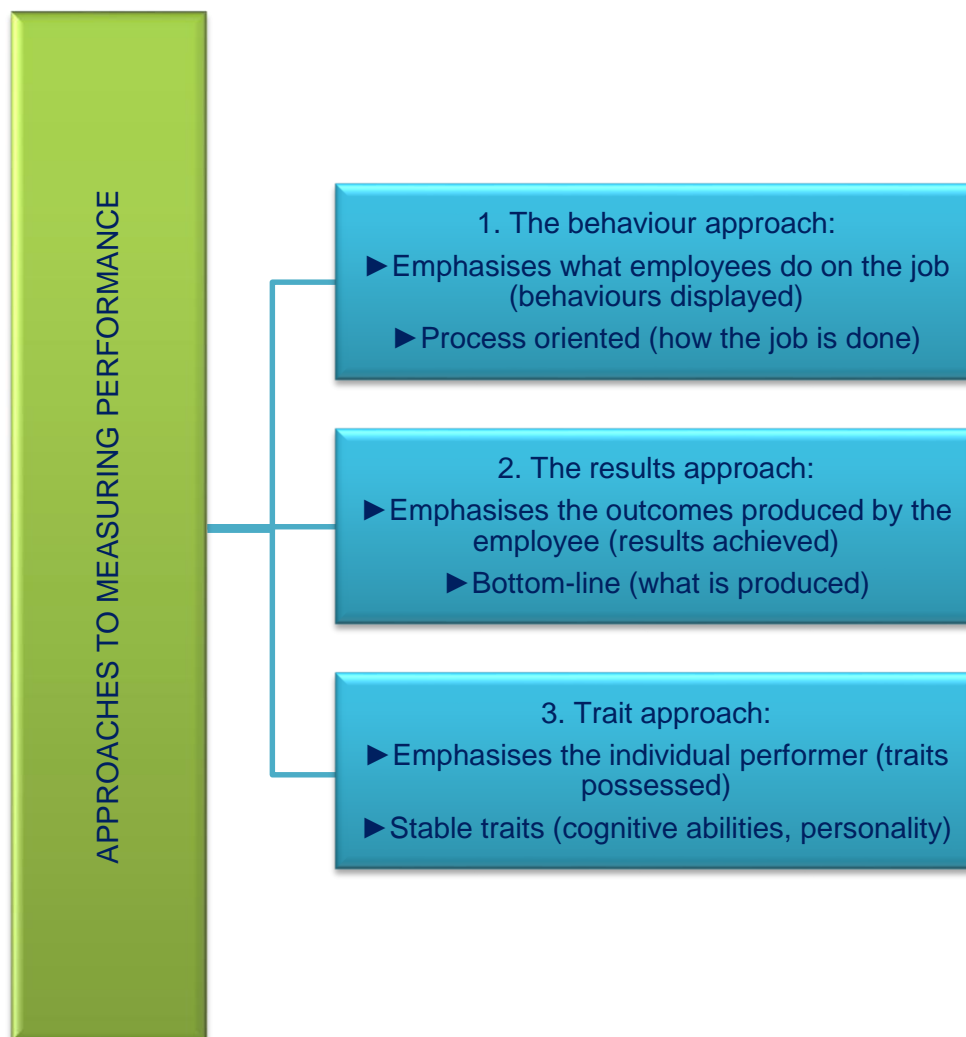 APPROACHES TO MEASURING PERFORMANCE
1. The behaviour approach:
►Emphasises what employees do on the job
(behaviours displayed)
►Process oriented (how the job is done)
2. The results approach:
►Emphasises the outcomes produced by the
employee (results achieved)
►Bottom-line (what is produced)
3. Trait approach:
►Emphasises the individual performer (traits
possessed)
►Stable traits (cognitive abilities, personality)